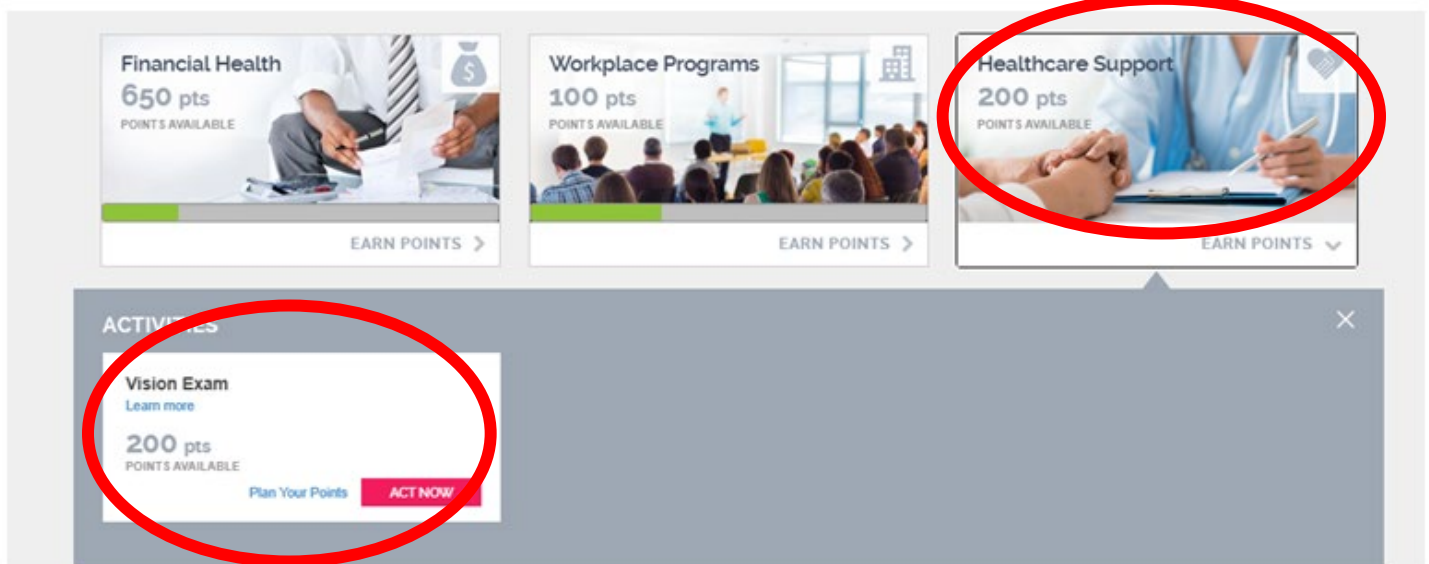 Financial Health
650 pts
POINTS AVAILABLE
EARN POINTS
Workplace Programs
100 pts
POINTS AVAILABLE
EARN POINTS
Healthcare Support
200 pts
POINTS AVAILABLE
EARN POINTS
ACTIVITIES
Vision Exam
Learn more
200 pts
POINTS AVAILABLE
Plan Your Points ACT NOW